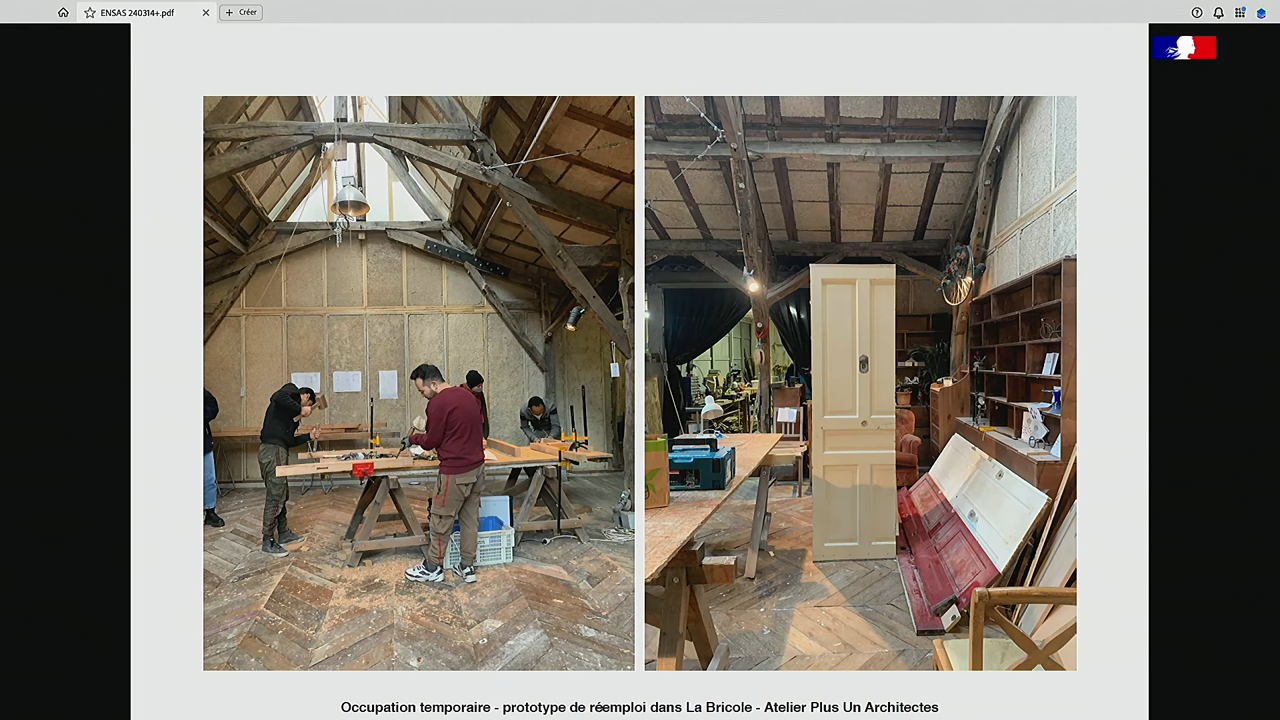 ENSAS 240314+.pdf
Créer
Occupation temporaire - prototype de réemploi dans La Bricole - Atelier Plus Un Architectes